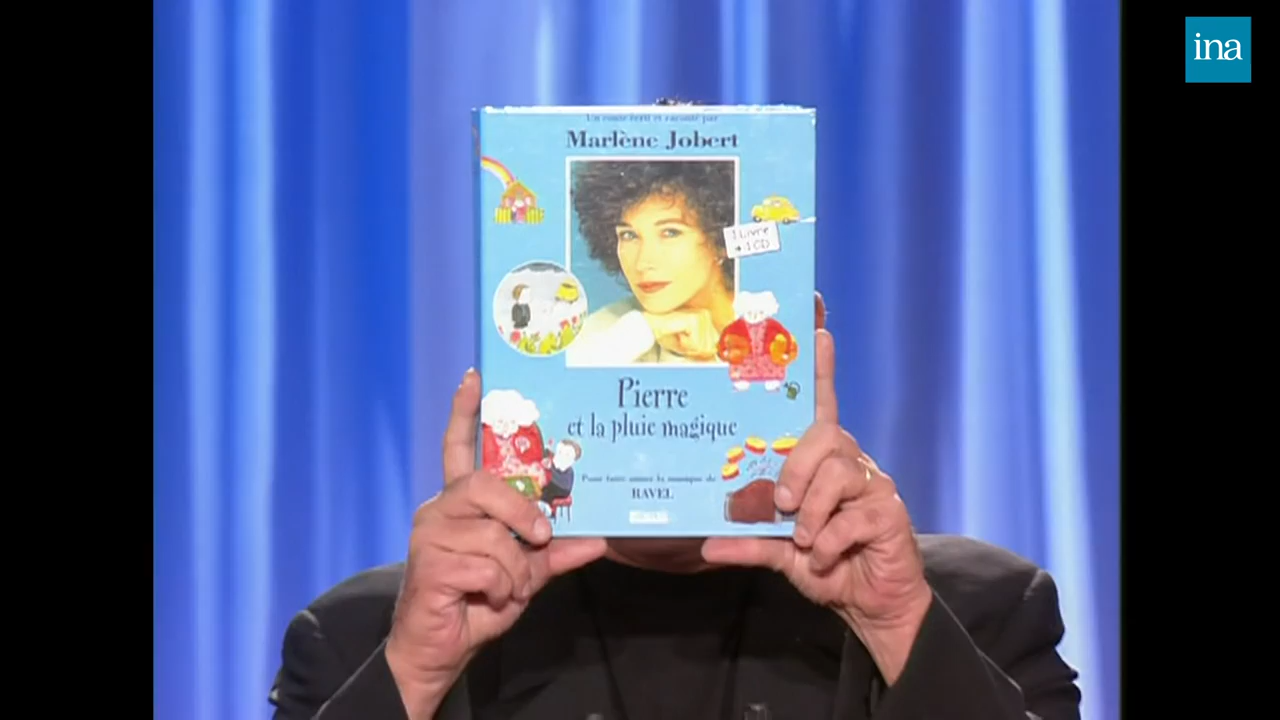 ina
Un conte écrit et raconté par
Marlène Jobert
1 Livre
+ 1 CD
Pierre
et la pluie magique
Pour faire aimer la musique de
RAVEL